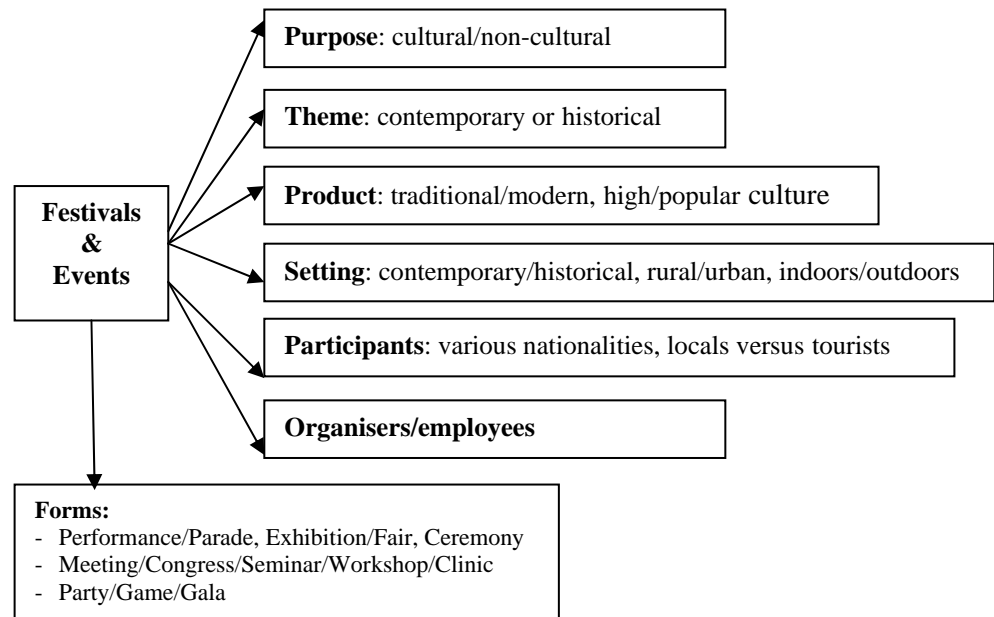 Purpose: cultural/non-cultural
Theme: contemporary or historical
Product: traditional/modern, high/popular culture
Festivals
&
Events
Setting: contemporary/historical, rural/urban, indoors/outdoors
Participants: various nationalities, locals versus tourists
Organisers/employees
Forms:
- Performance/Parade, Exhibition/Fair, Ceremony
- Meeting/Congress/Seminar/Workshop/Clinic
- Party/Game/Gala